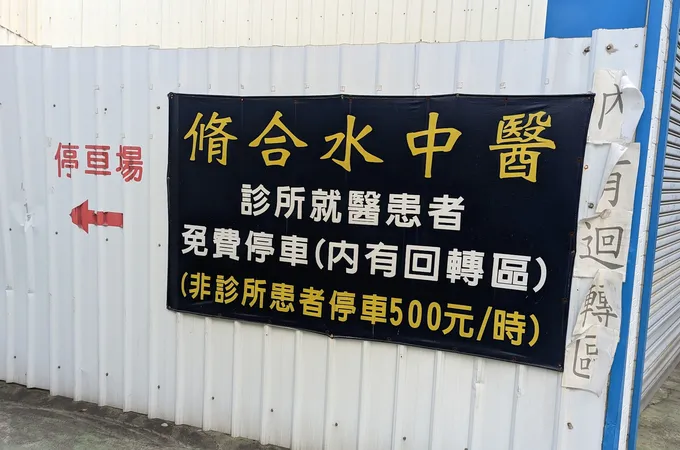 停車場
脩合水中醫
診所就醫患者
免費停車(內有回轉區)
(非診所患者停車500元/時)
內有迴轉區